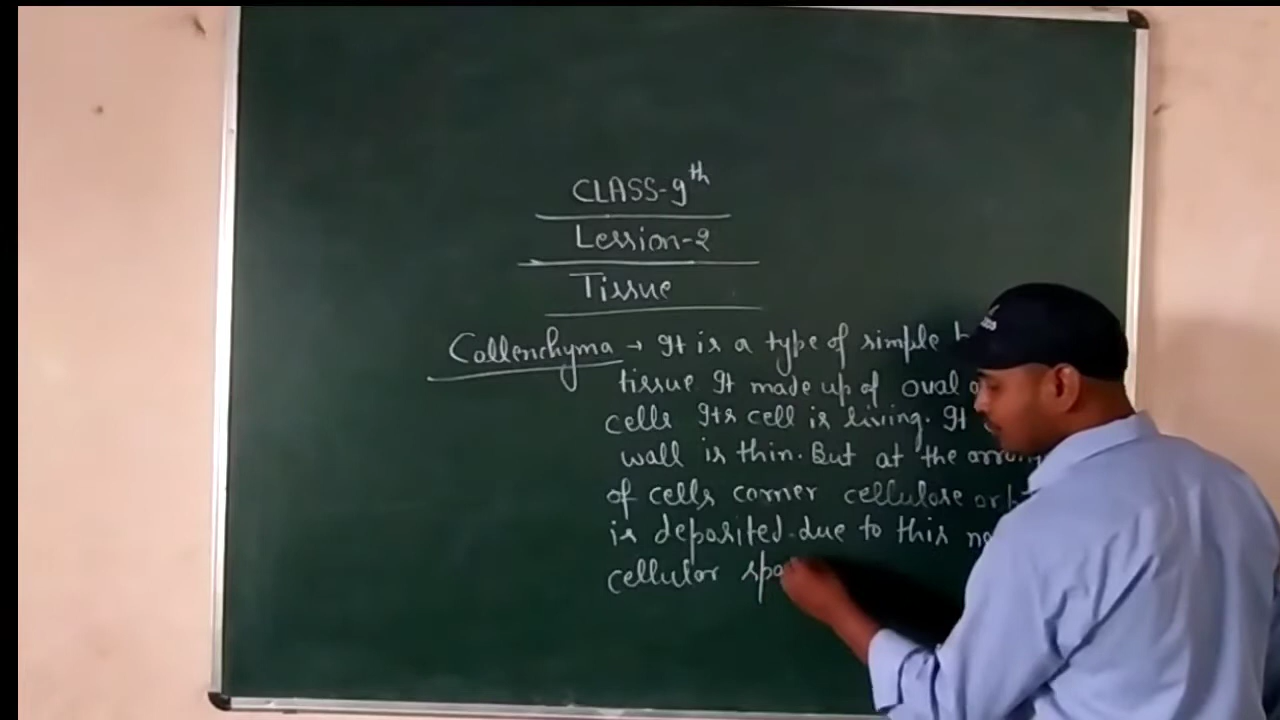 CLASS-9th
Lession-2
Tissue
Collenchyma → It is a type of simple
tissue It made up of oval
cells Its cell is living. It
wall is thin. But at the
of cells corner cellulose or
is deposited. due to this
cellular